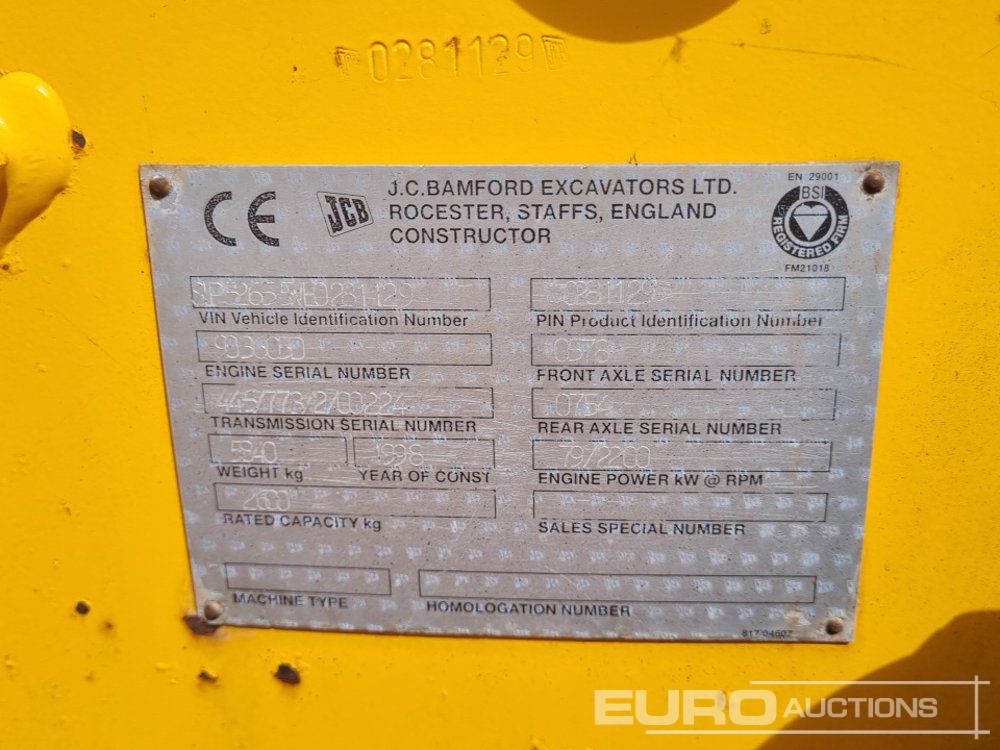 0281129
CE JCB J.C.BAMFORD EXCAVATORS LTD.
ROCESTER, STAFFS, ENGLAND
CONSTRUCTOR
EN 29001
BSI
REGISTERED FIRM
FM21018
0281129
VIN Vehicle Identification Number PIN Product Identification Number
ENGINE SERIAL NUMBER FRONT AXLE SERIAL NUMBER
TRANSMISSION SERIAL NUMBER REAR AXLE SERIAL NUMBER
5840 1998 79/2200
WEIGHT kg YEAR OF CONST ENGINE POWER kW @ RPM
2600
RATED CAPACITY kg SALES SPECIAL NUMBER
MACHINE TYPE HOMOLOGATION NUMBER
817/04607
EURO AUCTIONS